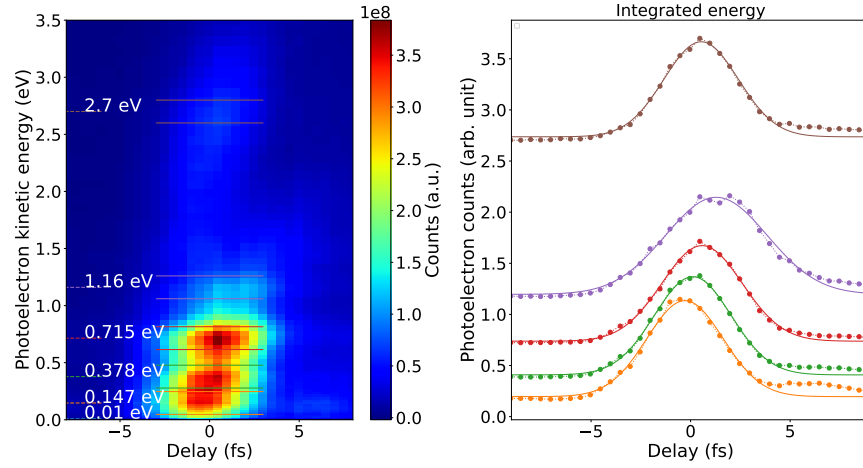 1e8
Integrated energy
3.5
3.0
2.5
2.0
1.5
1.0
0.5
0.0
Photoelectron kinetic energy (eV)
2.7 eV
1.16 eV
0.715 eV
0.378 eV
0.147 eV
0.01 eV
−5
0
5
Delay (fs)
3.5
3.0
2.5
2.0
1.5
1.0
0.5
0.0
Counts (a.u.)
3.5
3.0
2.5
2.0
1.5
1.0
0.5
0.0
Photoelectron counts (arb. unit)
−5
0
5
Delay (fs)